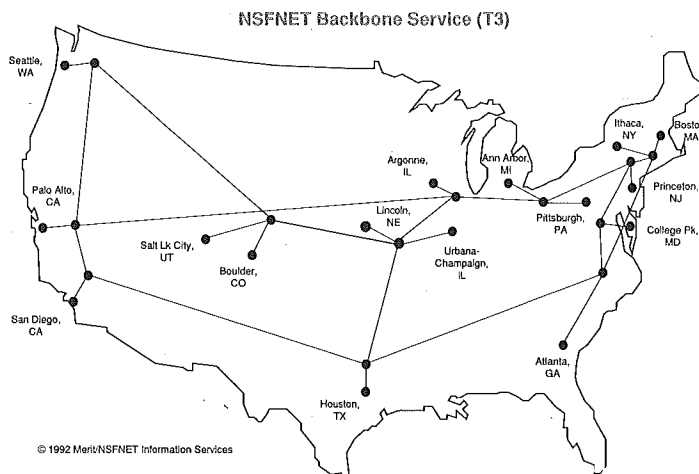 NSFNET Backbone Service (T3)
Seattle,
WA
Ithaca,
NY
Boston
MA
Argonne,
IL
Ann Arbor,
MI
Palo Alto,
CA
Princeton,
NJ
Lincoln,
NE
Pittsburgh,
PA
College Pk,
MD
Salt Lk City,
UT
Urbana-
Champaign,
IL
Boulder,
CO
San Diego,
CA
Atlanta,
GA
Houston,
TX
© 1992 Merit/NSFNET Information Services